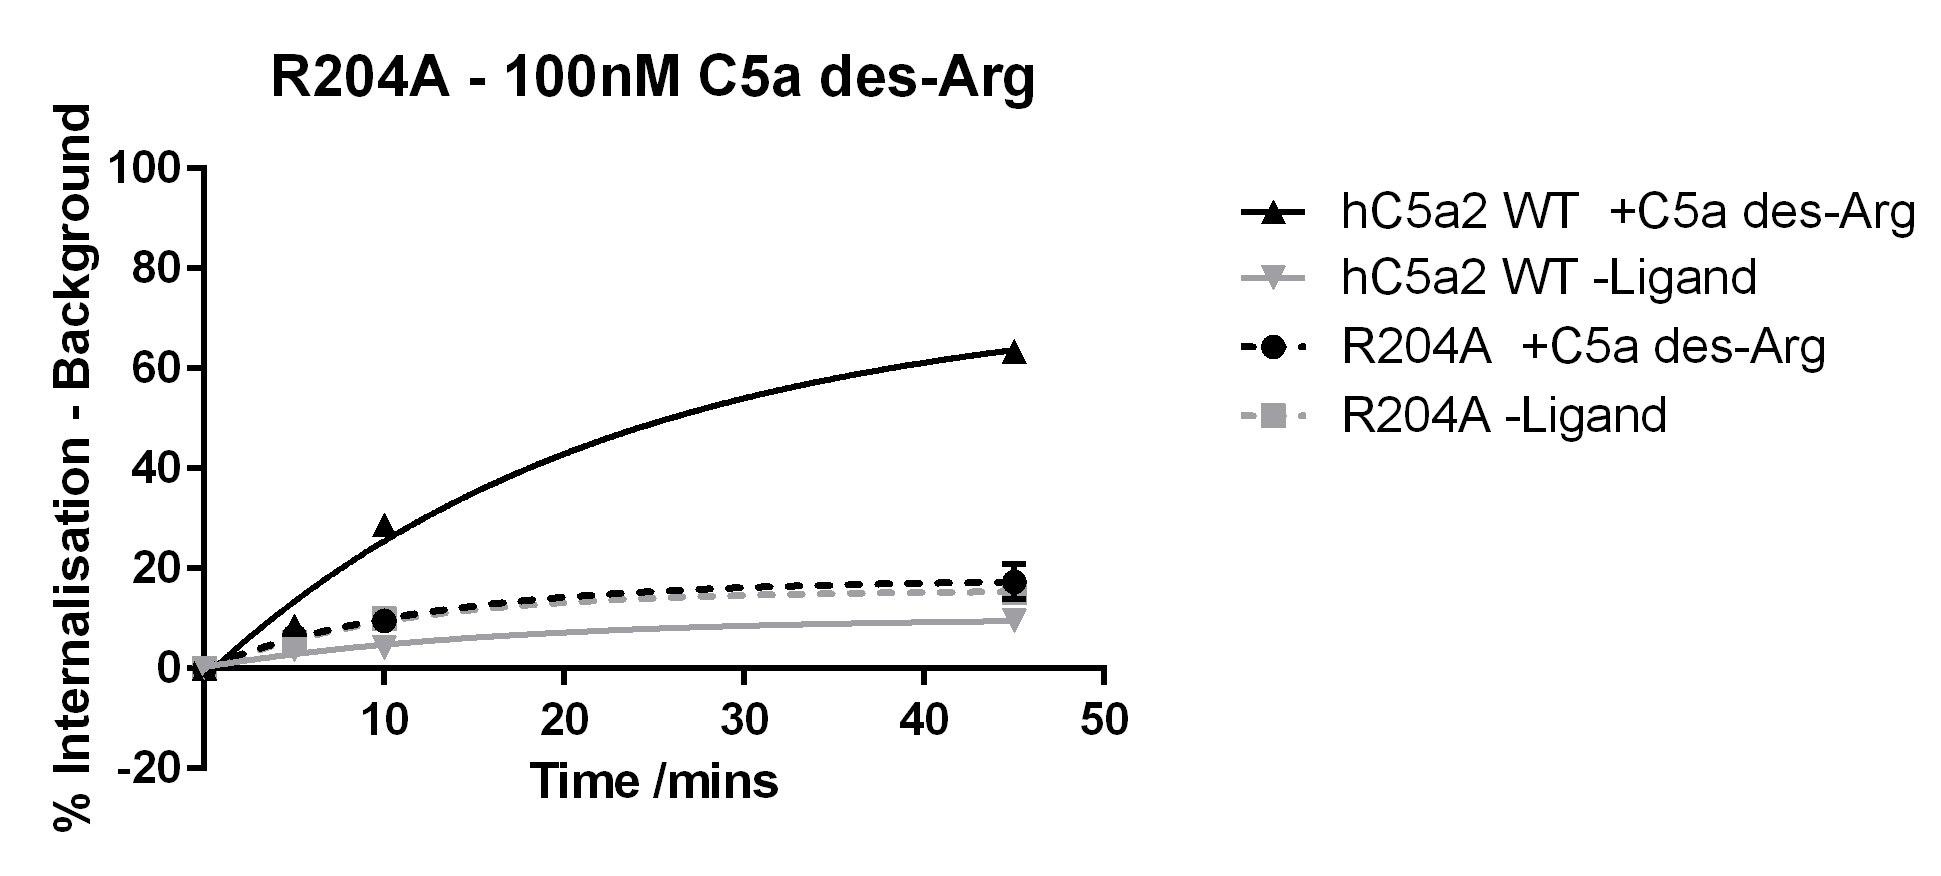 R204A - 100nM C5a des-Arg
% Internalisation - Background
100
80
60
40
20
0
-20
10
20
30
40
50
Time /mins
hC5a2 WT  +C5a des-Arg
hC5a2 WT -Ligand
R204A  +C5a des-Arg
R204A -Ligand